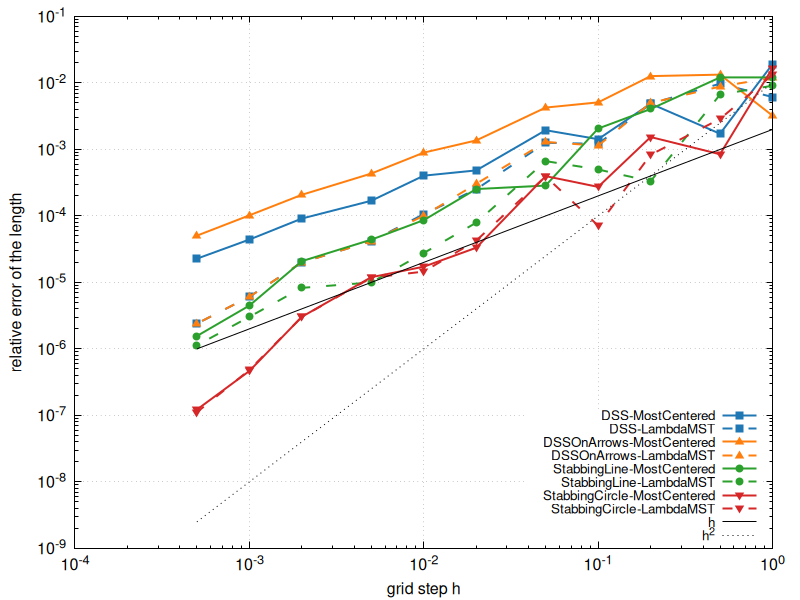 10^-1
10^-2
10^-3
10^-4
10^-5
10^-6
10^-7
10^-8
10^-9
relative error of the length
DSS-MostCentered
DSS-LambdaMST
DSSOnArrows-MostCentered
DSSOnArrows-LambdaMST
StabbingLine-MostCentered
StabbingLine-LambdaMST
StabbingCircle-MostCentered
StabbingCircle-LambdaMST
h
h^2
10^-4 10^-3 10^-2 10^-1 10^0
grid step h